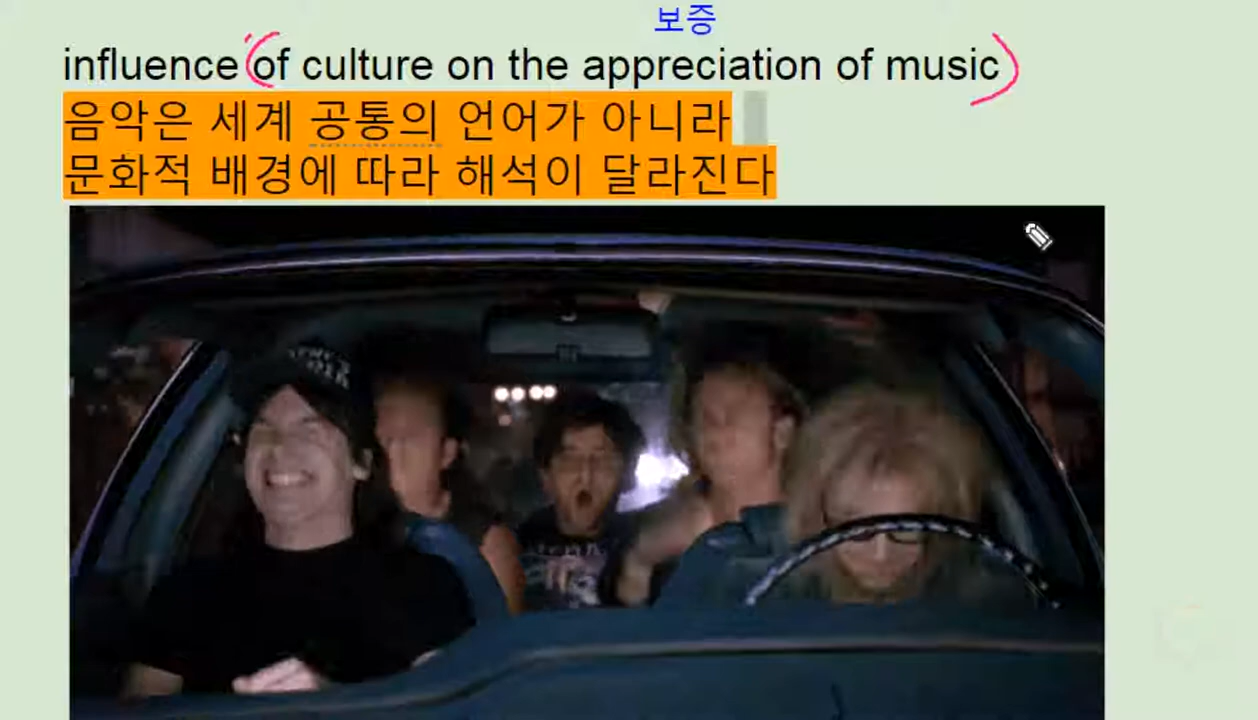 보증
influence of culture on the appreciation of music
음악은 세계 공통의 언어가 아니라
문화적 배경에 따라 해석이 달라진다